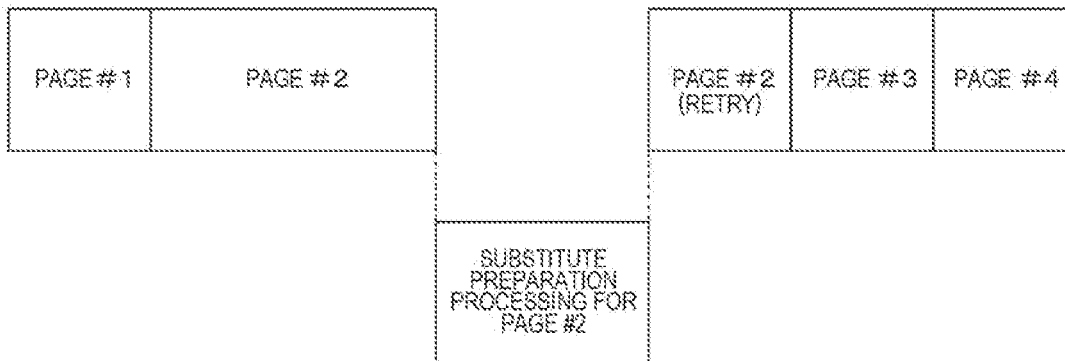 PAGE #1
PAGE #2
PAGE #2
(RETRY)
PAGE #3
PAGE #4
SUBSTITUTE
PREPARATION
PROCESSING FOR
PAGE #2